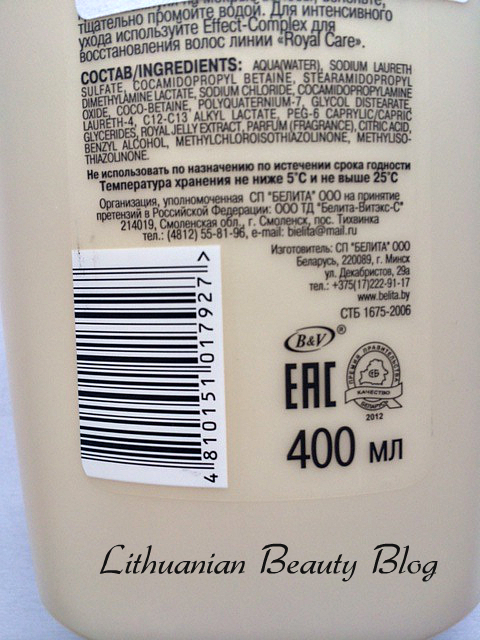 тщательно промойте водой. Для интенсивного
ухода используйте Effect-Complex для
восстановления волос линии «Royal Care».
СОСТАВ/INGREDIENTS: AQUA(WATER), SODIUM LAURETH
SULFATE, COCAMIDOPROPYL BETAINE, STEARAMIDOPROPYL
DIMETHYLAMINE LACTATE, SODIUM CHLORIDE, COCAMIDOPROPYLAMINE
OXIDE, COCO-BETAINE, POLYQUATERNIUM-7, GLYCOL DISTEARATE,
LAURETH-4, C12-C13 ALKYL LACTATE, PEG-6 CAPRYLIC/CAPRIC
GLYCERIDES, ROYAL JELLY EXTRACT, PARFUM (FRAGRANCE), CITRIC ACID,
BENZYL ALCOHOL, METHYLCHLOROISOTHIAZOLINONE, METHYLISO-
THIAZOLINONE.
Не использовать по назначению по истечении срока годности
Температура хранения не ниже 5°С и не выше 25°С
Организация, уполномоченная СП "БЕЛИТА" ООО на принятие
претензий в Российской Федерации: ООО ТД "Белита-Витэкс-С"
214019, Смоленская обл., г. Смоленск, пос. Тихвинка
тел.: (4812) 55-81-96, e-mail: bielita@mail.ru
Изготовитель: СП "БЕЛИТА" ООО
Беларусь, 220089, г. Минск
ул. Декабристов, 29а
тел.: +375(17)222-91-17
www.belita.by
СТБ 1675-2006
B&V®
EAC
ПРЕМИЯ ПРАВИТЕЛЬСТВА
КАЧЕСТВО
БЕЛАРУСИ
2012
400 мл
4 810151 017927 >
Lithuanian Beauty Blog